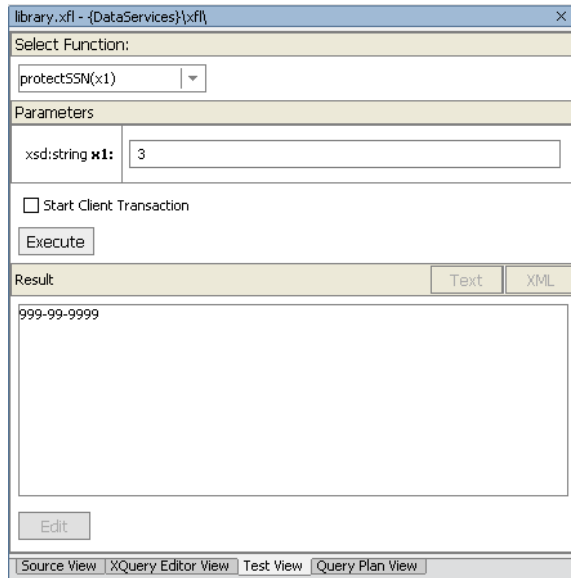 library.xfl - {DataServices}\xfl\
Select Function:
protectSSN(x1)
Parameters
xsd:string x1: 3
Start Client Transaction
Execute
Result Text XML
999-99-9999
Edit
Source View XQuery Editor View Test View Query Plan View